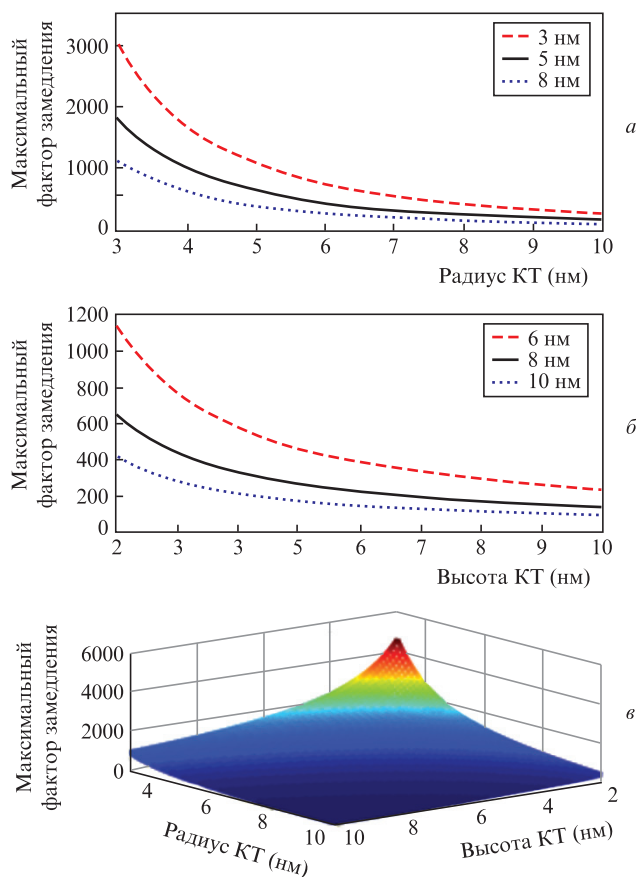 Максимальный
фактор замедления
3000
2000
1000
0
3 нм
5 нм
8 нм
а
3 4 5 6 7 8 9 10
Радиус КТ (нм)
Максимальный
фактор замедления
1200
1000
800
600
400
200
0
6 нм
8 нм
10 нм
б
2 3 3 5 6 7 8 9 10
Высота КТ (нм)
Максимальный
фактор замедления
6000
4000
2000
0
в
4 6 8 10
Радиус КТ (нм)
10 8 6 4 2
Высота КТ (нм)